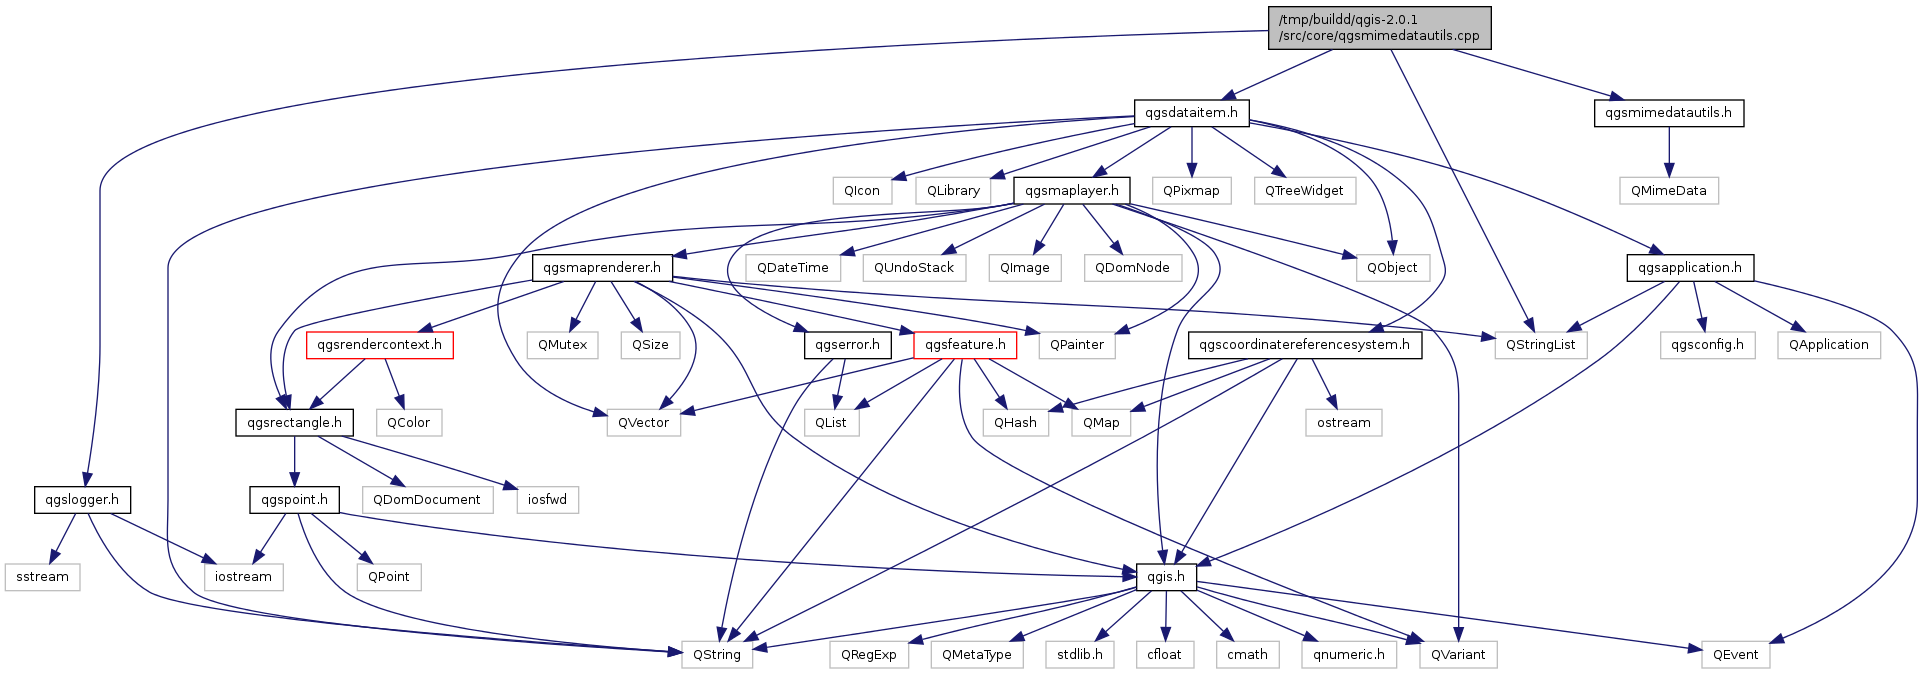 /tmp/buildd/qgis-2.0.1
/src/core/qgsmimedatautils.cpp
qgsdataitem.h
qgsmimedatautils.h
QIcon
QLibrary
qgsmaplayer.h
QPixmap
QTreeWidget
QMimeData
qgsmaprenderer.h
QDateTime
QUndoStack
QImage
QDomNode
QObject
qgsapplication.h
qgsrendercontext.h
QMutex
QSize
qgserror.h
qgsfeature.h
QPainter
qgscoordinatereferencesystem.h
QStringList
qgsconfig.h
QApplication
qgsrectangle.h
QColor
QVector
QList
QHash
QMap
ostream
qgslogger.h
qgspoint.h
QDomDocument
iosfwd
sstream
iostream
QPoint
qgis.h
QString
QRegExp
QMetaType
stdlib.h
cfloat
cmath
qnumeric.h
QVariant
QEvent